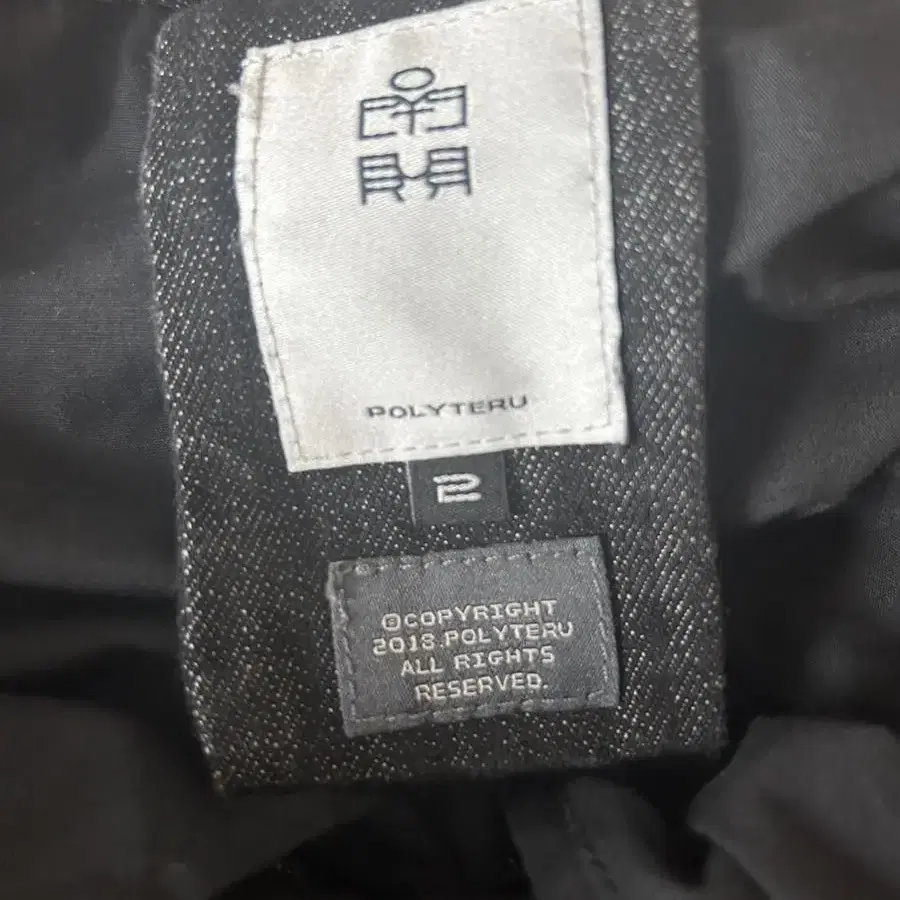 POLYTERU
2
©COPYRIGHT
2018.POLYTERU
ALL RIGHTS
RESERVED.